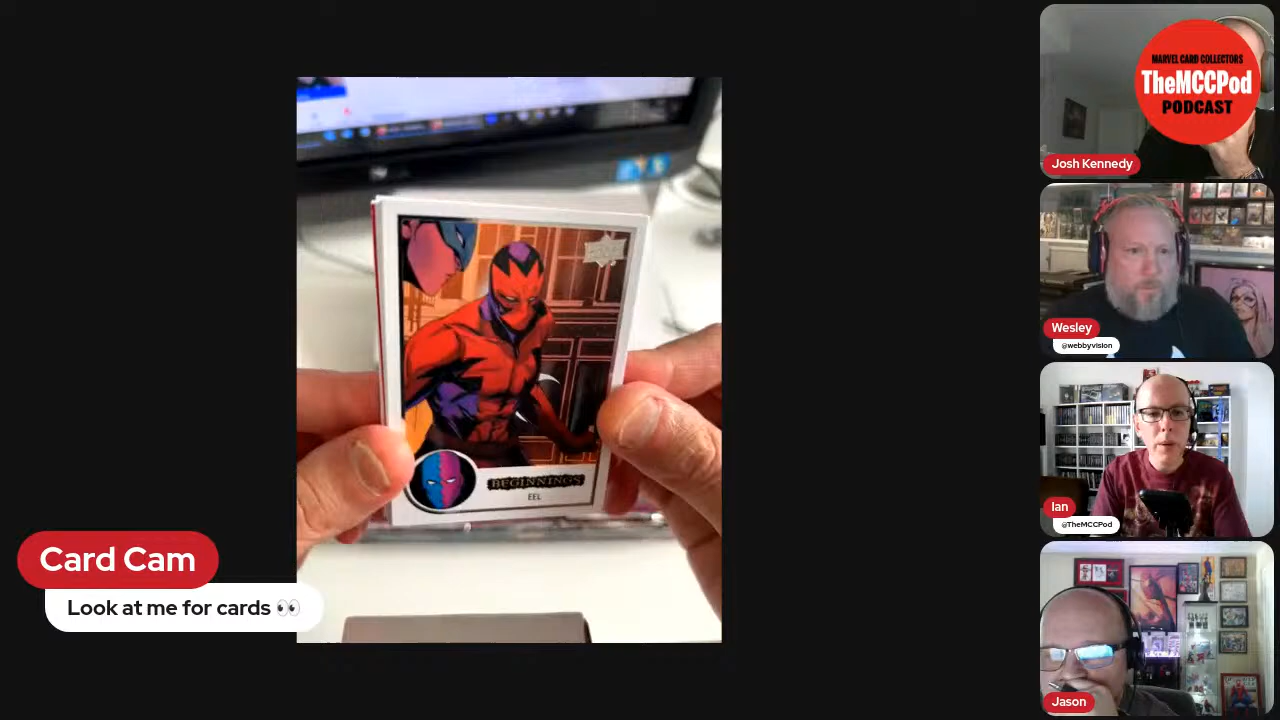 BEGINNINGS
EEL
Card Cam
Look at me for cards 👀
MARVEL CARD COLLECTORS
TheMCCPod
PODCAST
Josh Kennedy
Wesley
@webbyvision
Ian
@TheMCCPod
Jason